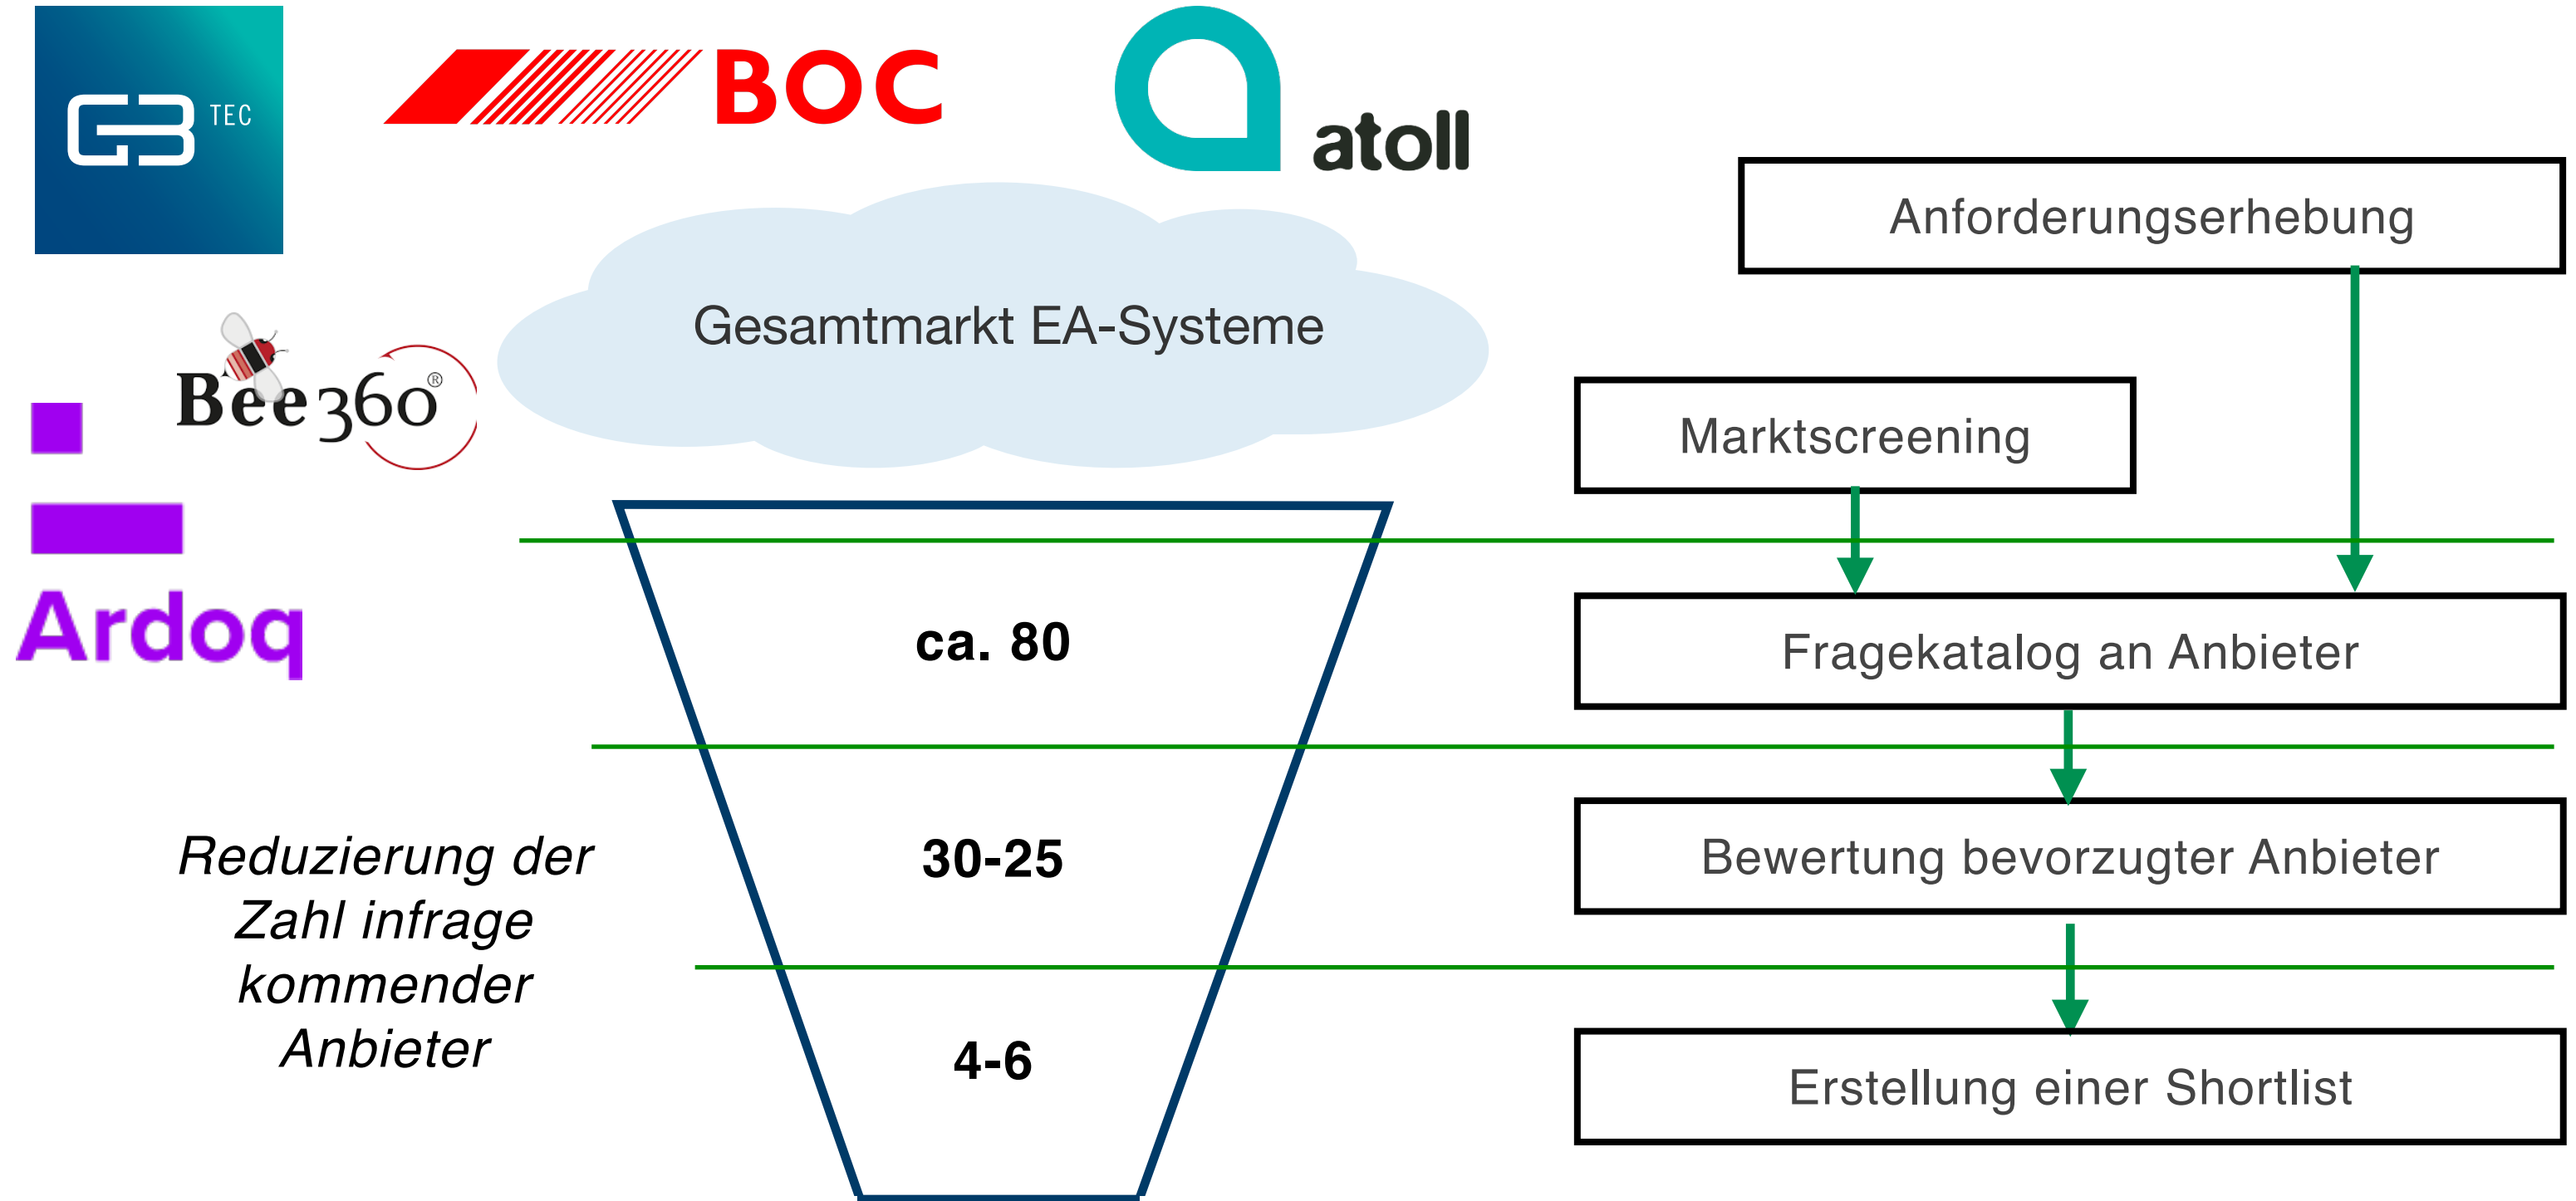 GB TEC
BOC
atoll
Anforderungserhebung
Gesamtmarkt EA-Systeme
Bee360®
Marktscreening
Ardoq
ca. 80
Fragekatalog an Anbieter
Reduzierung der
Zahl infrage
kommender
Anbieter
30-25
Bewertung bevorzugter Anbieter
4-6
Erstellung einer Shortlist